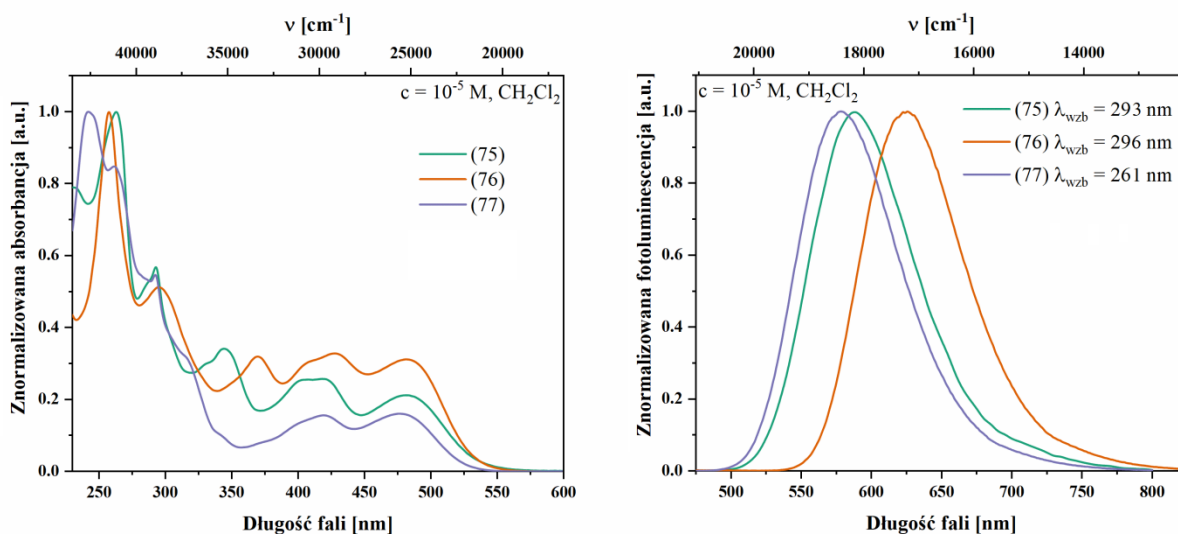 ν [cm⁻¹]
40000 35000 30000 25000 20000
c = 10⁻⁵ M, CH₂Cl₂
(75)
(76)
(77)
Znormalizowana absorbancja [a.u.]
1.0
0.8
0.6
0.4
0.2
0.0
250 300 350 400 450 500 550 600
Długość fali [nm]
ν [cm⁻¹]
20000 18000 16000 14000
c = 10⁻⁵ M, CH₂Cl₂
(75) λwzb = 293 nm
(76) λwzb = 296 nm
(77) λwzb = 261 nm
Znormalizowana fotoluminescencja [a.u.]
1.0
0.8
0.6
0.4
0.2
0.0
500 550 600 650 700 750 800
Długość fali [nm]